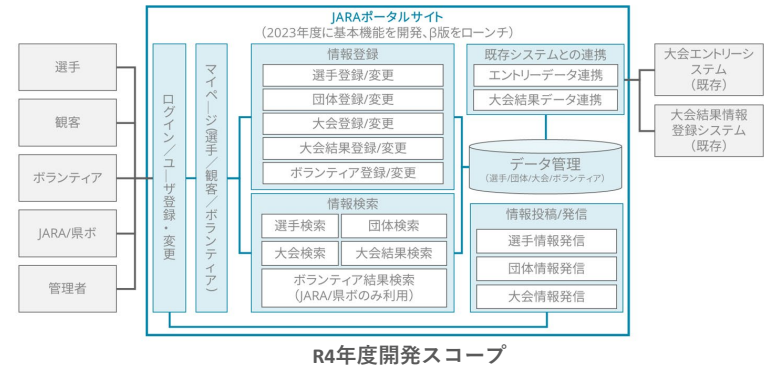 JARAポータルサイト
（2023年度に基本機能を開発、β版をローンチ）
選手
観客
ボランティア
JARA/県ボ
管理者
ログイン／ユーザ登録・変更
マイページ（選手／観客／ボランティア）
情報登録
選手登録/変更
団体登録/変更
大会登録/変更
大会結果登録/変更
ボランティア登録/変更
情報検索
選手検索
団体検索
大会検索
大会結果検索
ボランティア結果検索
（JARA/県ボのみ利用）
既存システムとの連携
エントリーデータ連携
大会結果データ連携
データ管理
（選手/団体/大会/ボランティア）
情報投稿/発信
選手情報発信
団体情報発信
大会情報発信
大会エントリーシ
ステム
（既存）
大会結果情報
登録システム
（既存）
R4年度開発スコープ